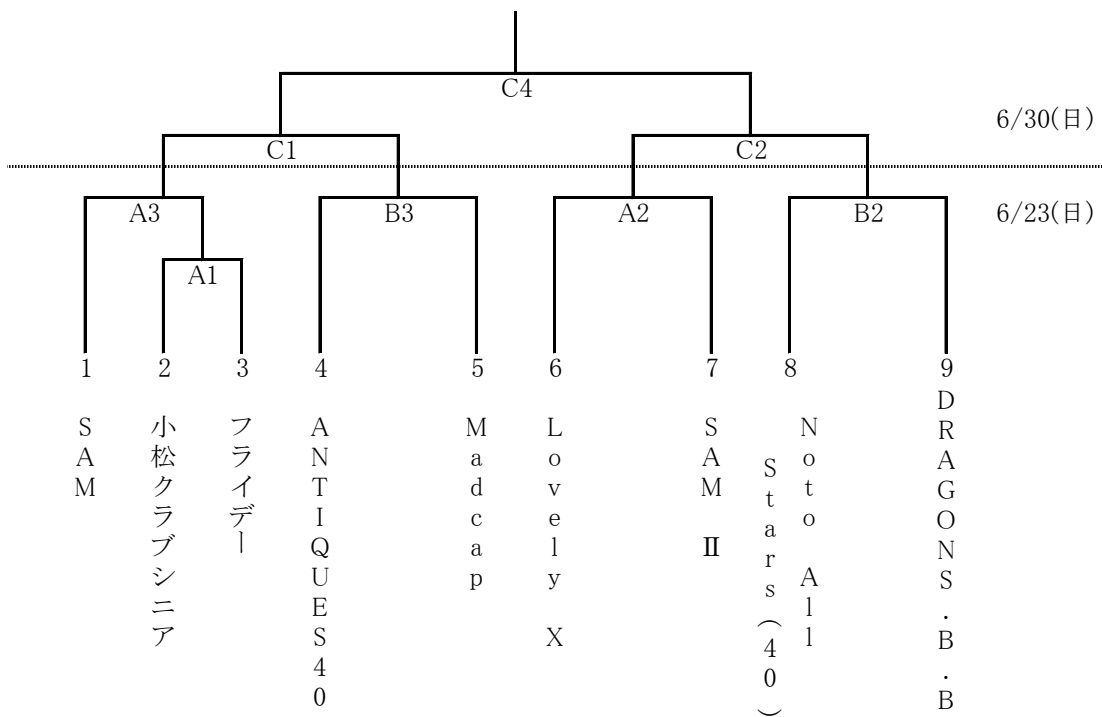 C4
6/30(日)
C1
C2
A3
B3
A2
B2
6/23(日)
A1
1
2
3
4
5
6
7
8
9
SAM
小松クラブシニア
フライデー
ANTIQUES40
Madcap
Lovely X
SAM Ⅱ
Noto All
Stars(40)
DRAGONS.B.B